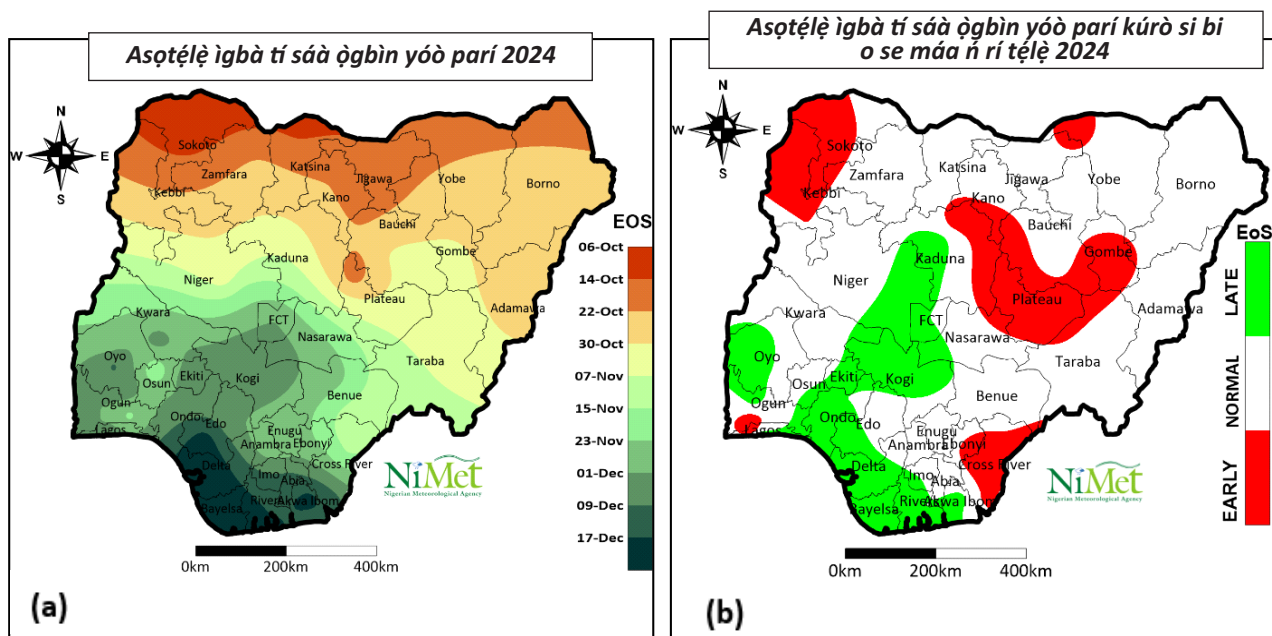 Asọtẹ́lẹ̀ ìgbà tí sáà ọ̀gbìn yóò parí 2024
N
W E
S
Sokoto
Katsina
Zamfara
Jigawa
Yobe
Borno
Kebbi
Kano
Bauchi
Gombe
Kaduna
Niger
Plateau
Adamawa
Kwara
FCT
Nasarawa
Oyo
Taraba
Osun
Ekiti
Kogi
Benue
Ogun
Ondo
Edo
Lagos
Enugu
Anambra
Ebonyi
Delta
Imo
Cross River
Abia
Rivers
Akwa Ibom
Bayelsa
NiMet
Nigerian Meteorological Agency
EOS
06-Oct
14-Oct
22-Oct
30-Oct
07-Nov
15-Nov
23-Nov
01-Dec
09-Dec
17-Dec
0km 200km 400km
(a)
Asọtẹ́lẹ̀ ìgbà tí sáà ọ̀gbìn yóò parí kúrò si bi
o se máa ń rí tẹ́lẹ̀ 2024
N
W E
S
Sokoto
Katsina
Zamfara
Jigawa
Yobe
Borno
Kebbi
Kano
Bauchi
Gombe
Kaduna
Niger
Plateau
Adamawa
Kwara
FCT
Nasarawa
Oyo
Taraba
Osun
Ekiti
Kogi
Benue
Ogun
Ondo
Edo
Lagos
Enugu
Anambra
Ebonyi
Delta
Imo
Cross River
Abia
Rivers
Akwa Ibom
Bayelsa
NiMet
Nigerian Meteorological Agency
EoS
LATE
NORMAL
EARLY
0km 200km 400km
(b)